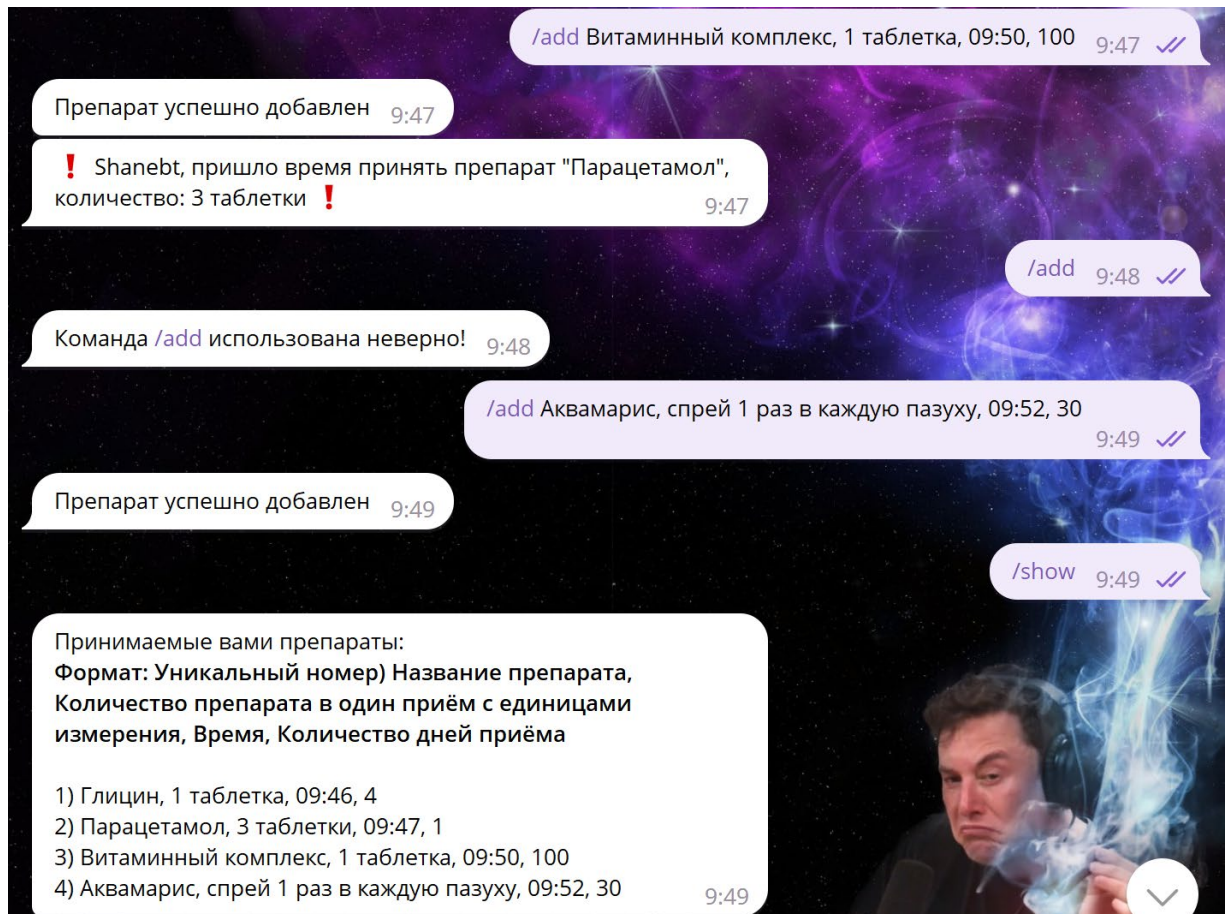 /add Витаминный комплекс, 1 таблетка, 09:50, 100 9:47
Препарат успешно добавлен 9:47
❗ Shanebt, пришло время принять препарат "Парацетамол",
количество: 3 таблетки ❗ 9:47
/add 9:48
Команда /add использована неверно! 9:48
/add Аквамарис, спрей 1 раз в каждую пазуху, 09:52, 30
9:49
Препарат успешно добавлен 9:49
/show 9:49
Принимаемые вами препараты:
Формат: Уникальный номер) Название препарата,
Количество препарата в один приём с единицами
измерения, Время, Количество дней приёма
1) Глицин, 1 таблетка, 09:46, 4
2) Парацетамол, 3 таблетки, 09:47, 1
3) Витаминный комплекс, 1 таблетка, 09:50, 100
4) Аквамарис, спрей 1 раз в каждую пазуху, 09:52, 30 9:49